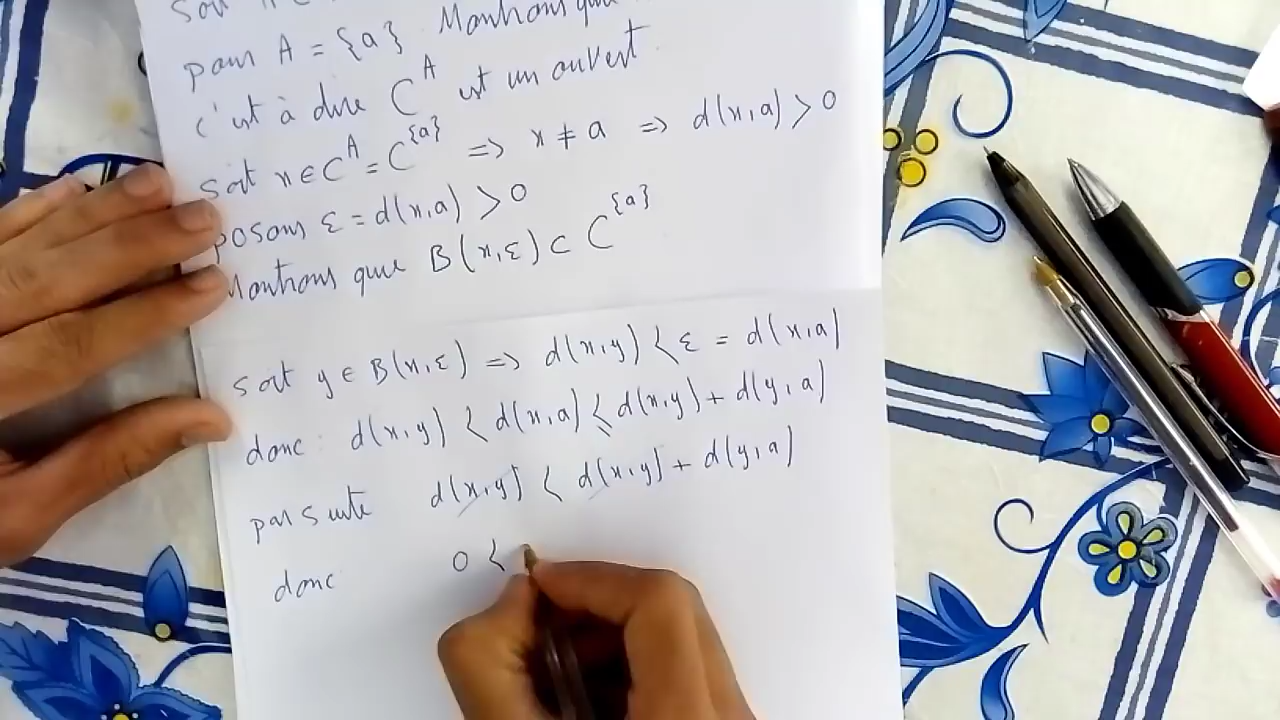 Soit
pour A = {a} Montrons que
c'est à dire C^A est un ouvert
soit x ∈ C^A = C^{a} => x ≠ a => d(x,a) > 0
posons ε = d(x,a) > 0
Montrons que B(x,ε) ⊂ C^{a}
soit y ∈ B(x,ε) => d(x,y) < ε = d(x,a)
donc : d(x,y) < d(x,a) ≤ d(x,y) + d(y,a)
par suite d(x,y) < d(x,y) + d(y,a)
donc 0 <